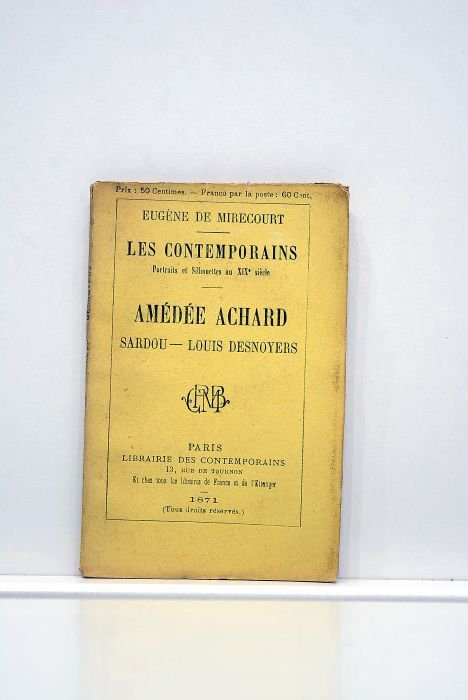 Prix : 50 Centimes. — Franco par la poste : 60 Cent.
EUGÈNE DE MIRECOURT
LES CONTEMPORAINS
Portraits et Silhouettes au XIXe siècle
AMÉDÉE ACHARD
SARDOU — LOUIS DESNOYERS
PARIS
LIBRAIRIE DES CONTEMPORAINS
13, RUE DE TOURNON
Et chez tous les libraires de France et de l'Etranger
1871
(Tous droits réservés.)